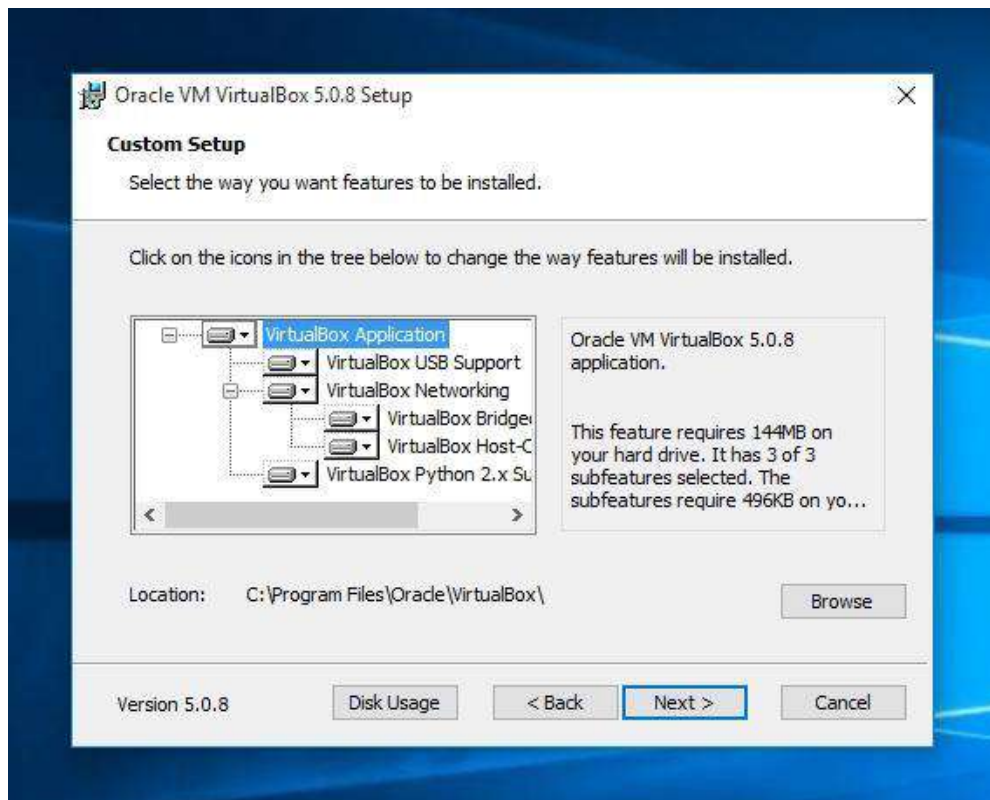 Oracle VM VirtualBox 5.0.8 Setup
Custom Setup
Select the way you want features to be installed.
Click on the icons in the tree below to change the way features will be installed.
VirtualBox Application
VirtualBox USB Support
VirtualBox Networking
VirtualBox Bridge
VirtualBox Host-C
VirtualBox Python 2.x Su
Oracle VM VirtualBox 5.0.8
application.
This feature requires 144MB on
your hard drive. It has 3 of 3
subfeatures selected. The
subfeatures require 496KB on yo...
Location: C:\Program Files\Oracle\VirtualBox\
Browse
Version 5.0.8
Disk Usage
< Back
Next >
Cancel